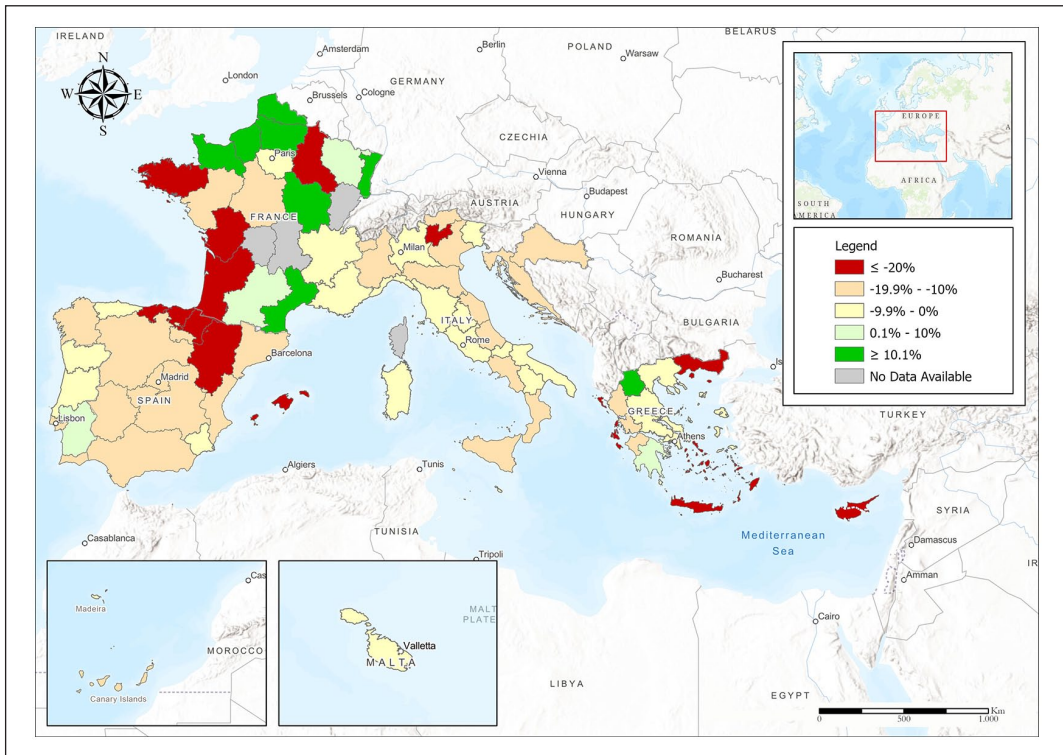 IRELAND
Amsterdam
Berlin
POLAND
Warsaw
BELARUS
N
W
E
S
London
Brussels
Cologne
GERMANY
CZECHIA
Paris
Vienna
Budapest
AUSTRIA
HUNGARY
FRANCE
Milan
ROMANIA
Bucharest
ITALY
BULGARIA
Rome
Barcelona
Madrid
SPAIN
Lisbon
GREECE
Athens
TURKEY
Algiers
Tunis
TUNISIA
Casablanca
Tripoli
Mediterranean
Sea
SYRIA
Damascus
Amman
Cairo
LIBYA
EGYPT
EUROPE
AFRICA
SOUTH
AMERICA
Legend
≤ -20%
-19.9% - -10%
-9.9% - 0%
0.1% - 10%
≥ 10.1%
No Data Available
Madeira
Canary Islands
MOROCCO
MALT
PLATE
Valletta
MALTA
0
500
1.000
Km